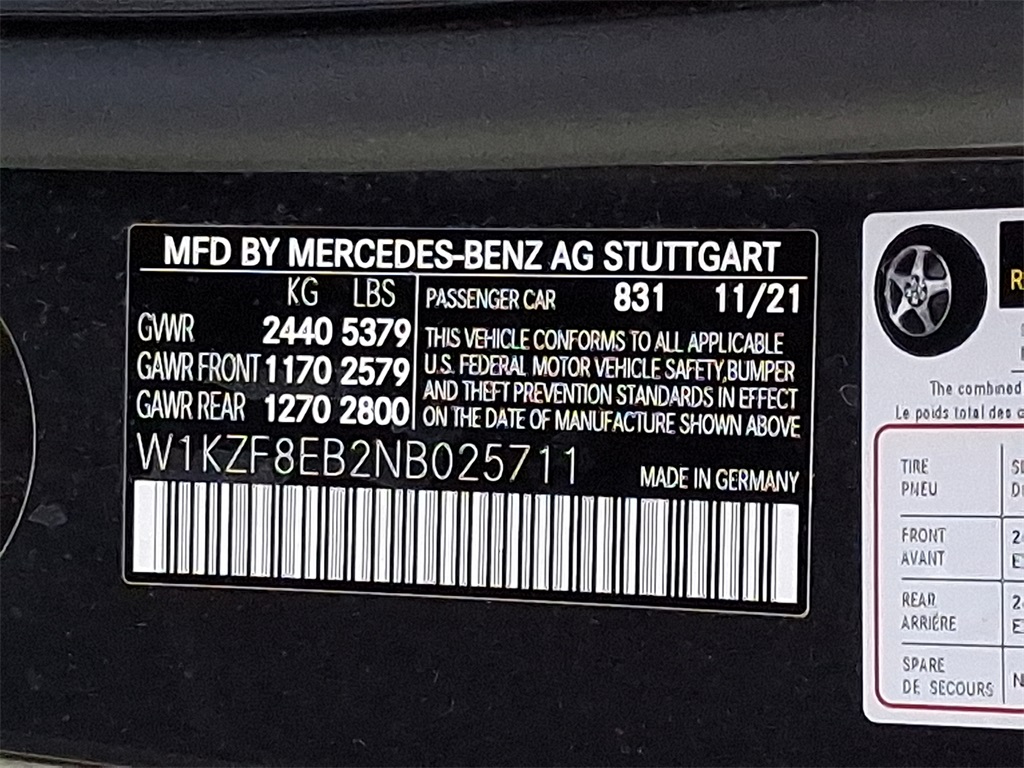 MFD BY MERCEDES-BENZ AG STUTTGART
KG LBS
GVWR 2440 5379
GAWR FRONT 1170 2579
GAWR REAR 1270 2800
PASSENGER CAR 831 11/21
THIS VEHICLE CONFORMS TO ALL APPLICABLE
U.S. FEDERAL MOTOR VEHICLE SAFETY,BUMPER
AND THEFT PREVENTION STANDARDS IN EFFECT
ON THE DATE OF MANUFACTURE SHOWN ABOVE
W1KZF8EB2NB025711
MADE IN GERMANY
The combined
Le poids total des
TIRE
PNEU
FRONT
AVANT
REAR
ARRIÉRE
SPARE
DE SECOURS